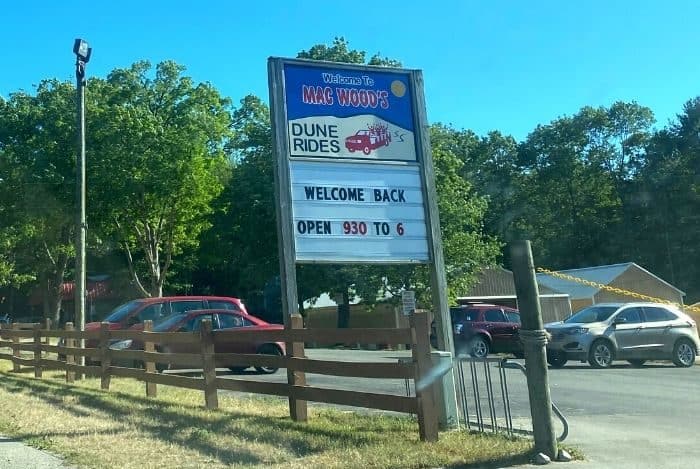 Welcome To
MAC WOOD'S
DUNE
RIDES
WELCOME BACK
OPEN 930 TO 6